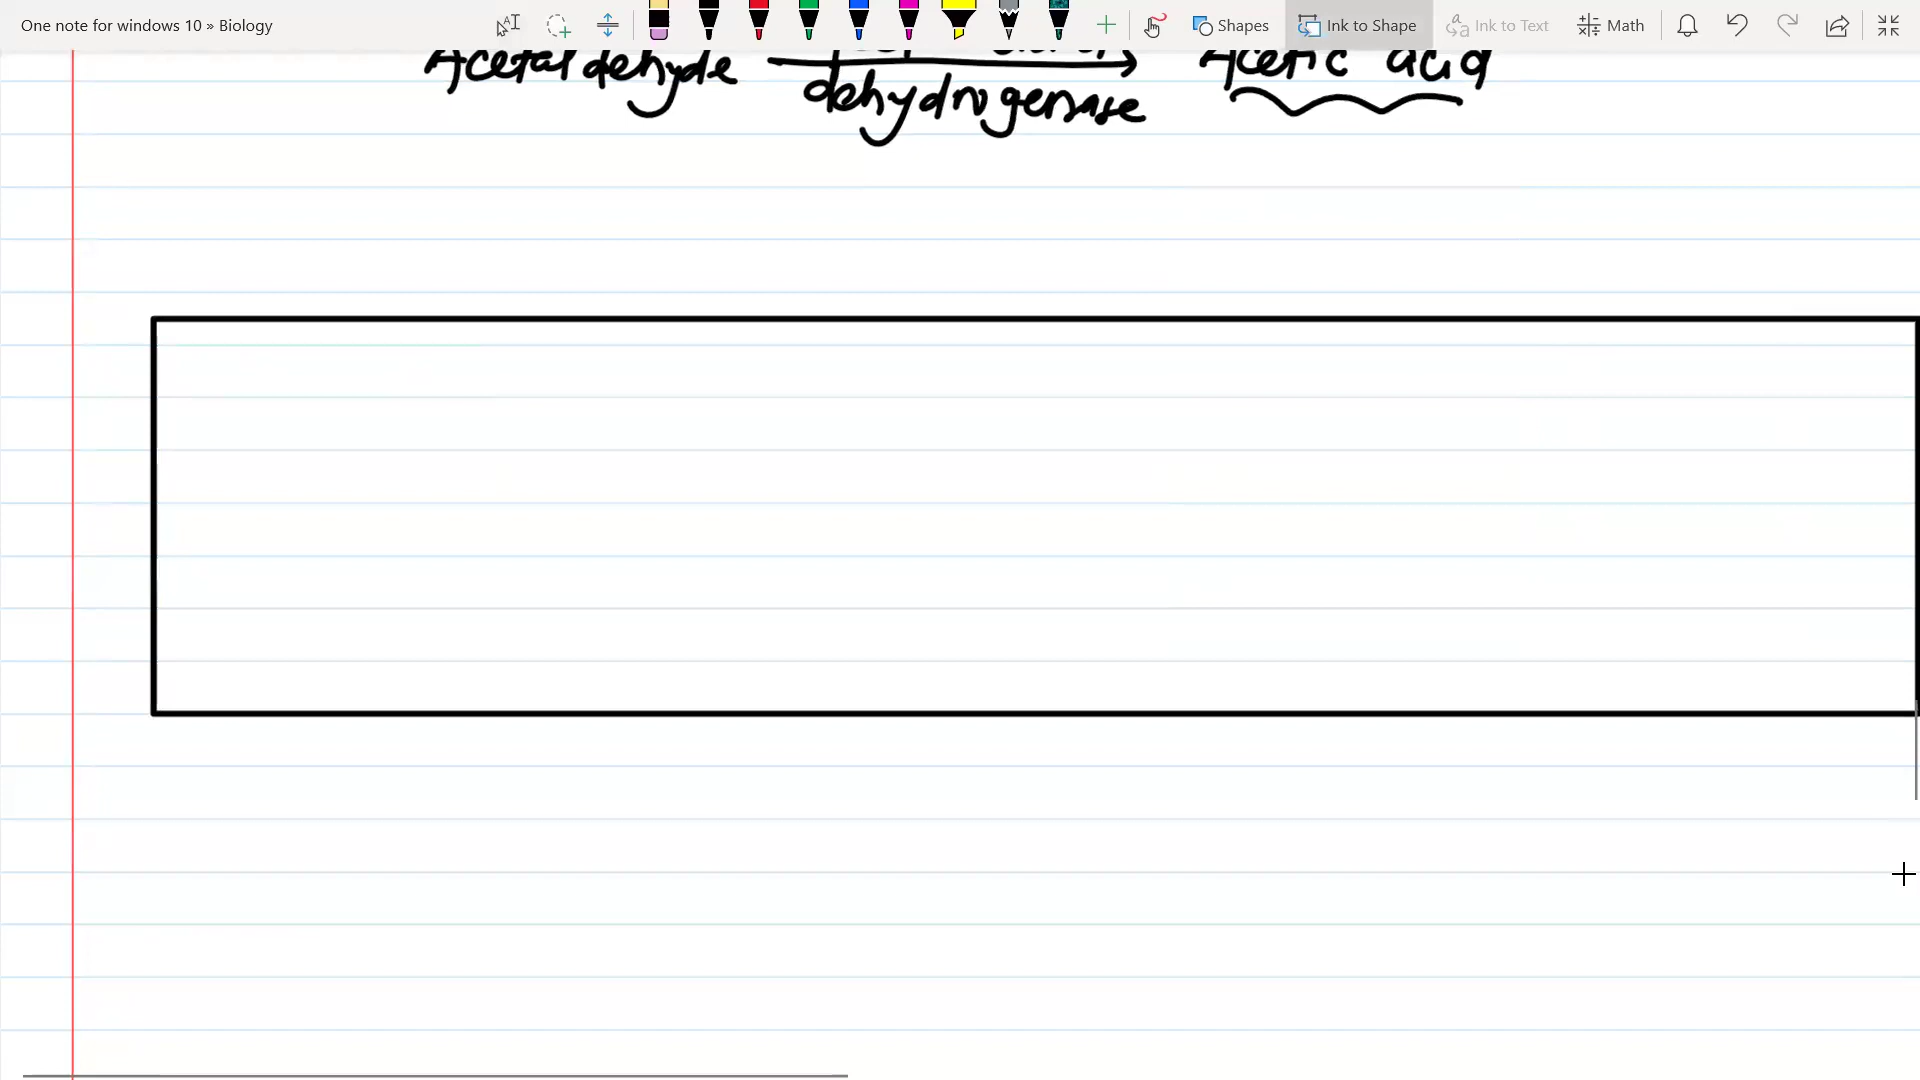 One note for windows 10 » Biology
Shapes
Ink to Shape
Ink to Text
Math
Acetaldehyde
dehydrogenase
Acetic acid